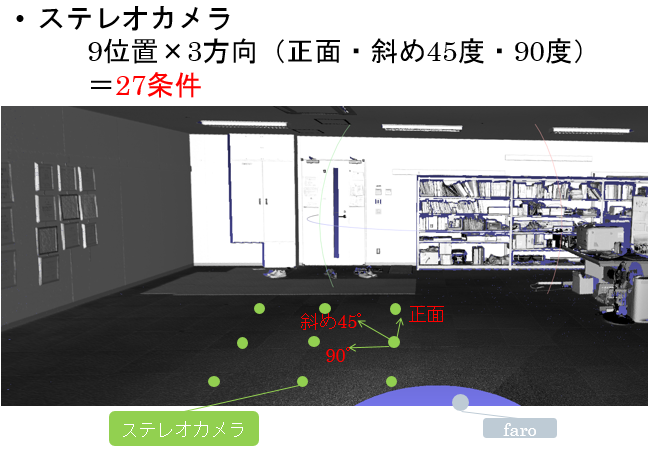 • ステレオカメラ
9位置×3方向（正面・斜め45度・90度）
＝27条件
正面
斜め45°
90°
ステレオカメラ
faro